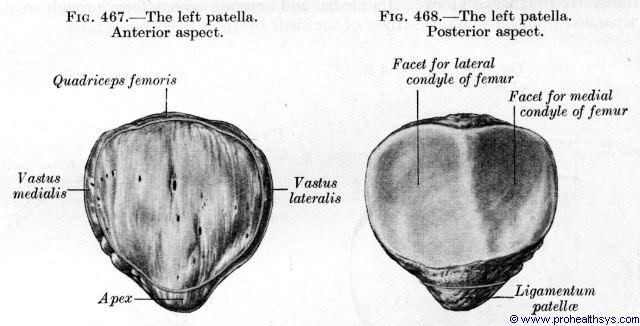 FIG. 467.—The left patella.
Anterior aspect.
Quadriceps femoris
Vastus
medialis
Vastus
lateralis
Apex
FIG. 468.—The left patella.
Posterior aspect.
Facet for lateral
condyle of femur
Facet for medial
condyle of femur
Ligamentum
patellæ
© www.prohealthsys.com